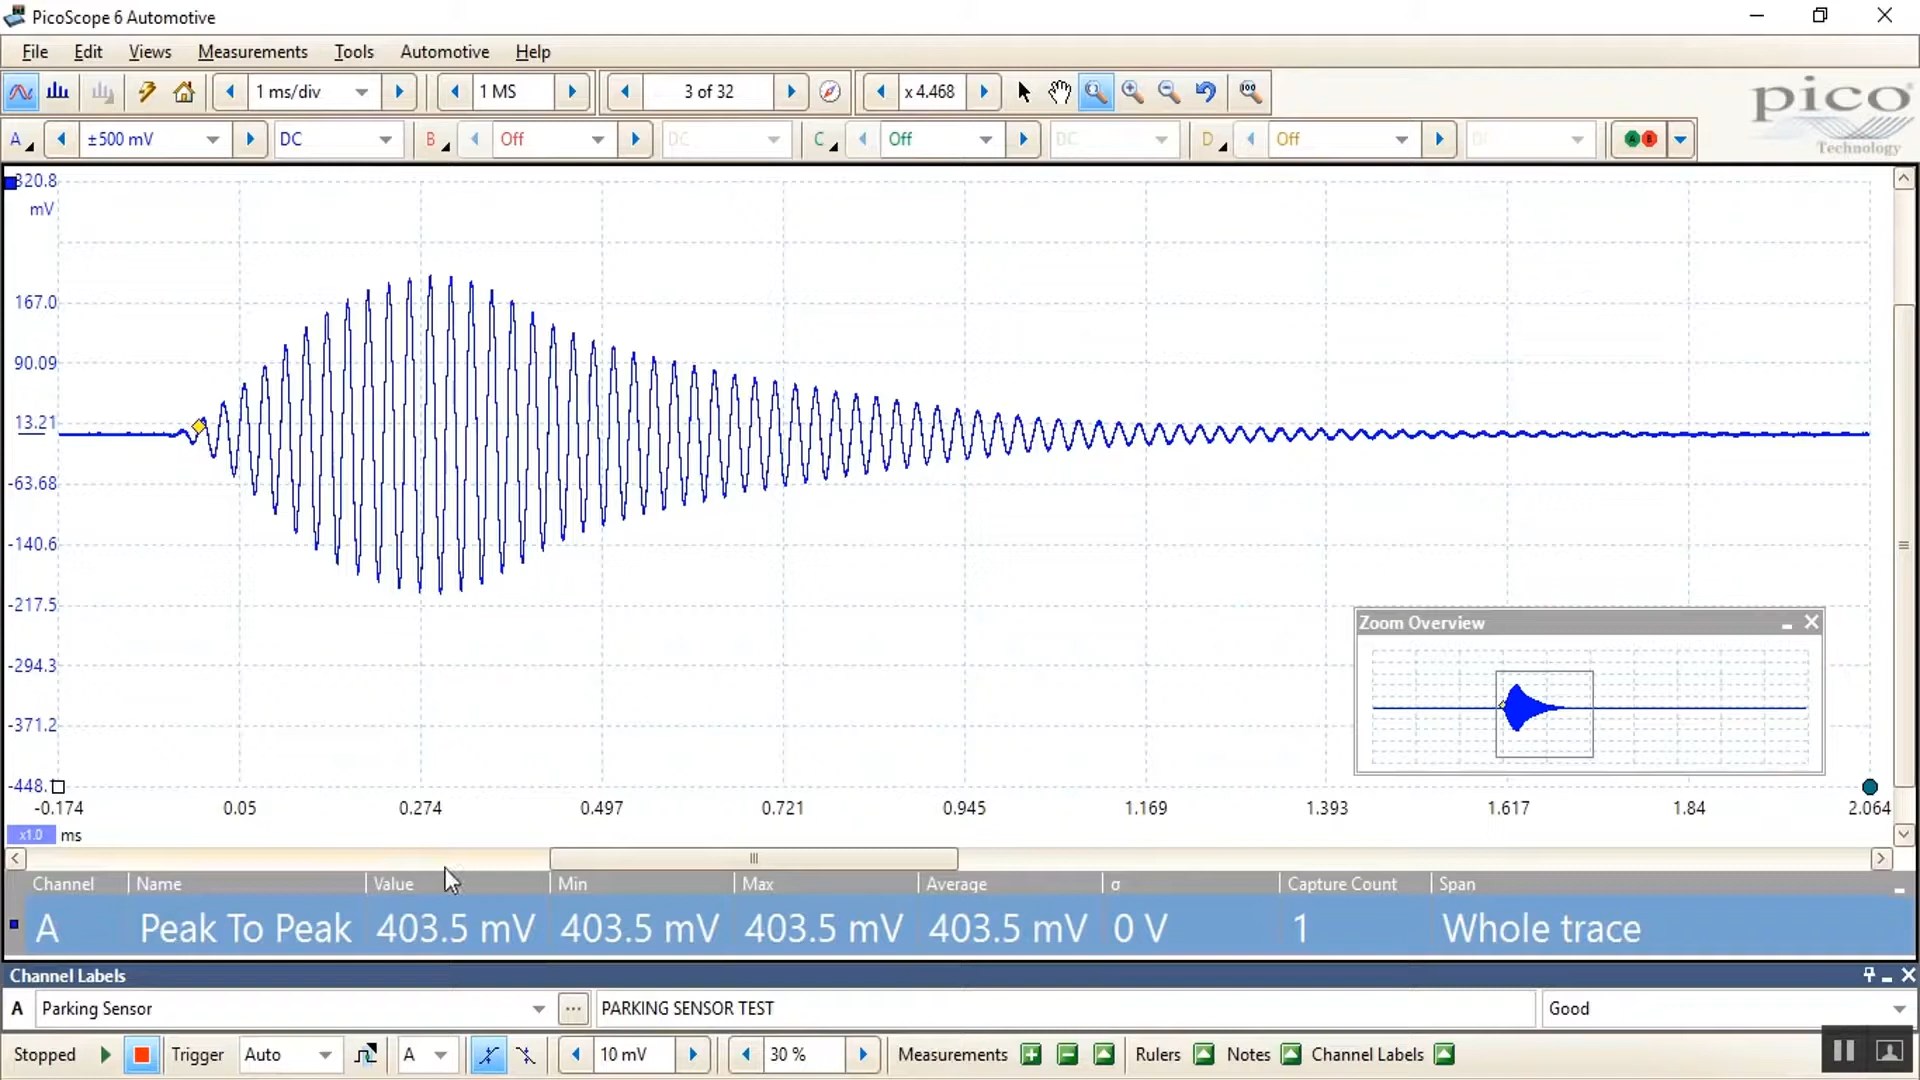 PicoScope 6 Automotive
File Edit Views Measurements Tools Automotive Help
1 ms/div 1 MS 3 of 32 x 4.468
pico
Technology
A ±500 mV DC B Off DC C Off DC D Off
320.8
mV
167.0
90.09
13.21
-63.68
-140.6
-217.5
-294.3
-371.2
-448.
Zoom Overview
-0.174 0.05 0.274 0.497 0.721 0.945 1.169 1.393 1.617 1.84 2.064
x1.0 ms
Channel Name Value Min Max Average σ Capture Count Span
A Peak To Peak 403.5 mV 403.5 mV 403.5 mV 403.5 mV 0 V 1 Whole trace
Channel Labels
A Parking Sensor ... PARKING SENSOR TEST Good
Stopped Trigger Auto A 10 mV 30 % Measurements Rulers Notes Channel Labels